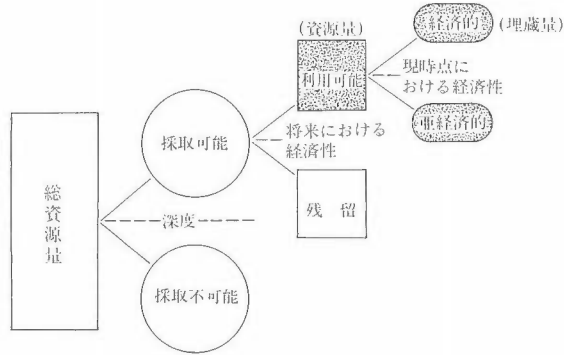 経済的
(埋蔵量)
(資源量)
利用可能
現時点に
おける経済性
亜経済的
採取可能
将来における
経済性
総資源量
残 留
深度
採取不可能